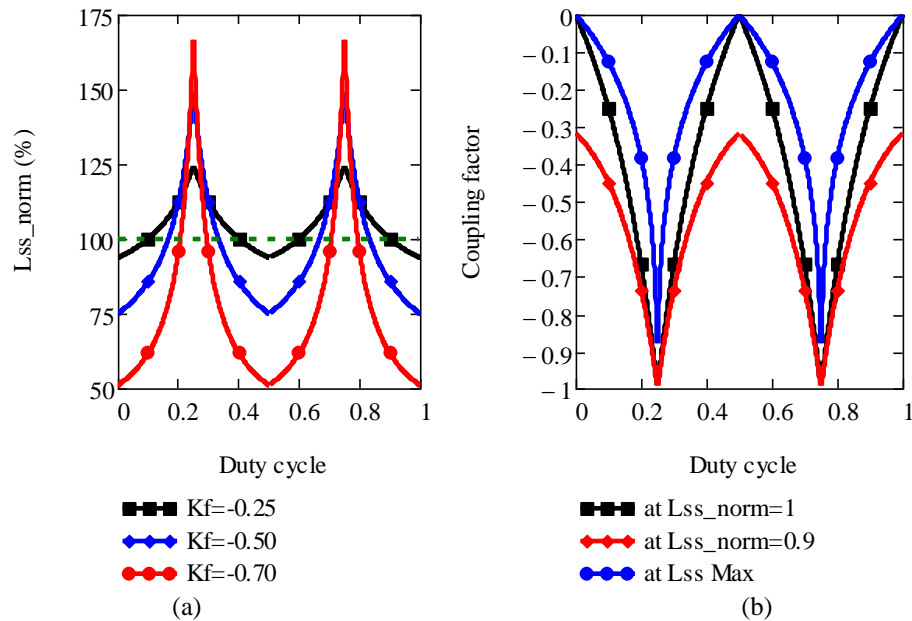 175
150
125
100
75
50
Lss_norm (%)
0 0.2 0.4 0.6 0.8 1
Duty cycle
Kf=-0.25
Kf=-0.50
Kf=-0.70
(a)
0
−0.1
−0.2
−0.3
−0.4
−0.5
−0.6
−0.7
−0.8
−0.9
−1
Coupling factor
0 0.2 0.4 0.6 0.8 1
Duty cycle
at Lss_norm=1
at Lss_norm=0.9
at Lss Max
(b)